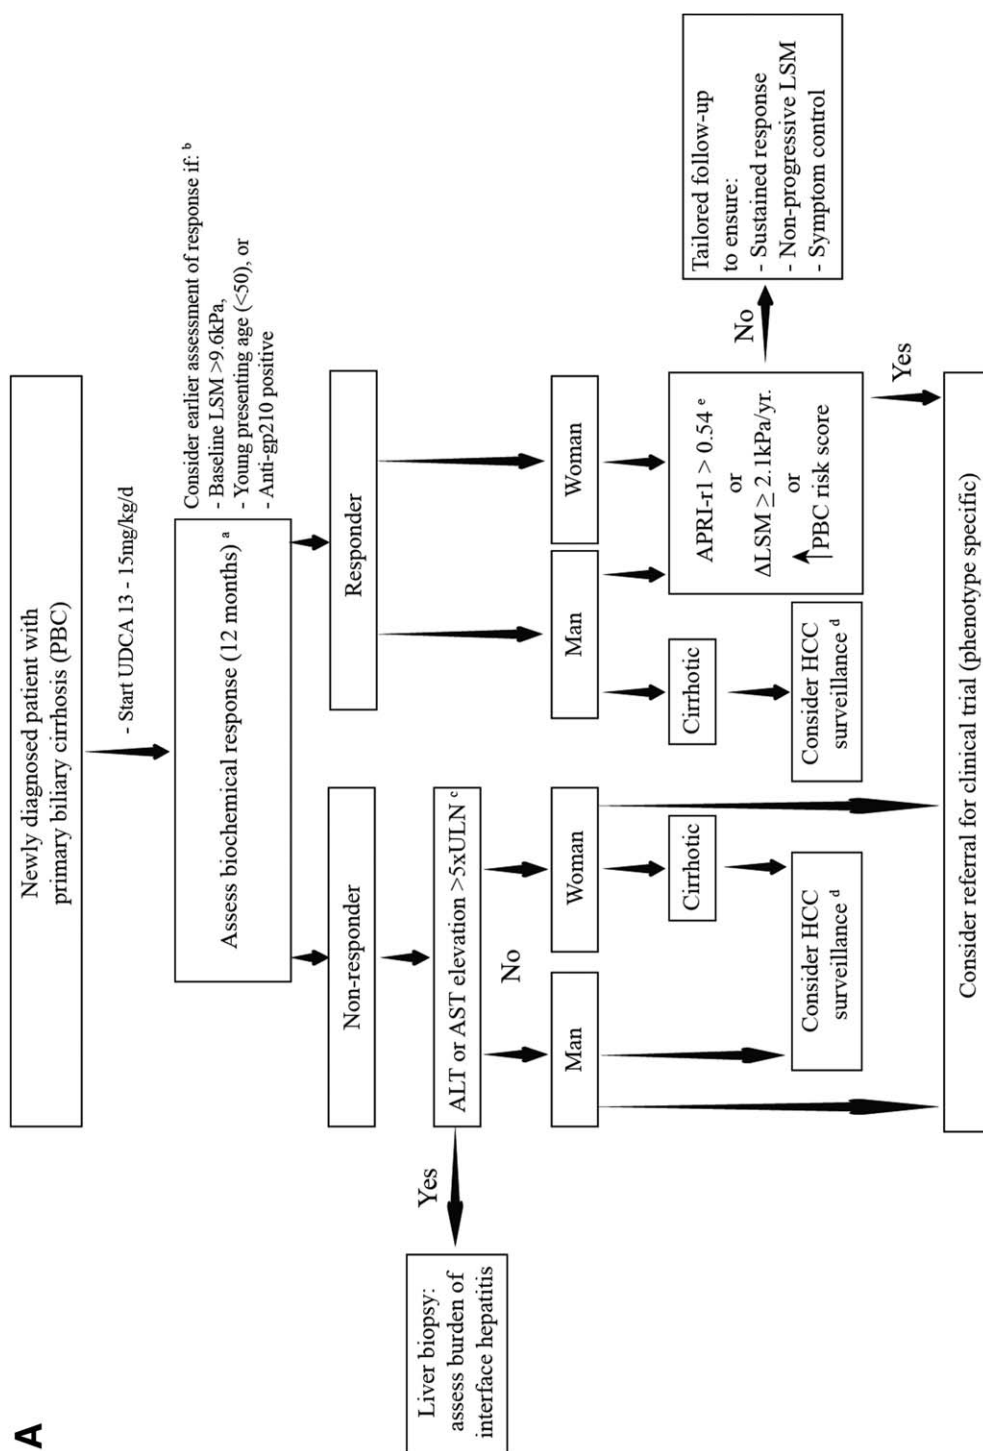 A
Newly diagnosed patient with
primary biliary cirrhosis (PBC)
- Start UDCA 13 - 15mg/kg/d
Assess biochemical response (12 months) a
Consider earlier assessment of response if: b
- Baseline LSM >9.6kPa,
- Young presenting age (<50), or
- Anti-gp210 positive
Non-responder
Responder
Liver biopsy:
assess burden of
interface hepatitis
Yes
ALT or AST elevation >5xULN c
No
Man
Woman
Man
Woman
Cirrhotic
Cirrhotic
Consider HCC
surveillance d
Consider HCC
surveillance d
APRI-r1 > 0.54 e
or
ΔLSM ≥ 2.1kPa/yr.
or
↑PBC risk score
No
Tailored follow-up
to ensure:
- Sustained response
- Non-progressive LSM
- Symptom control
Yes
Consider referral for clinical trial (phenotype specific)